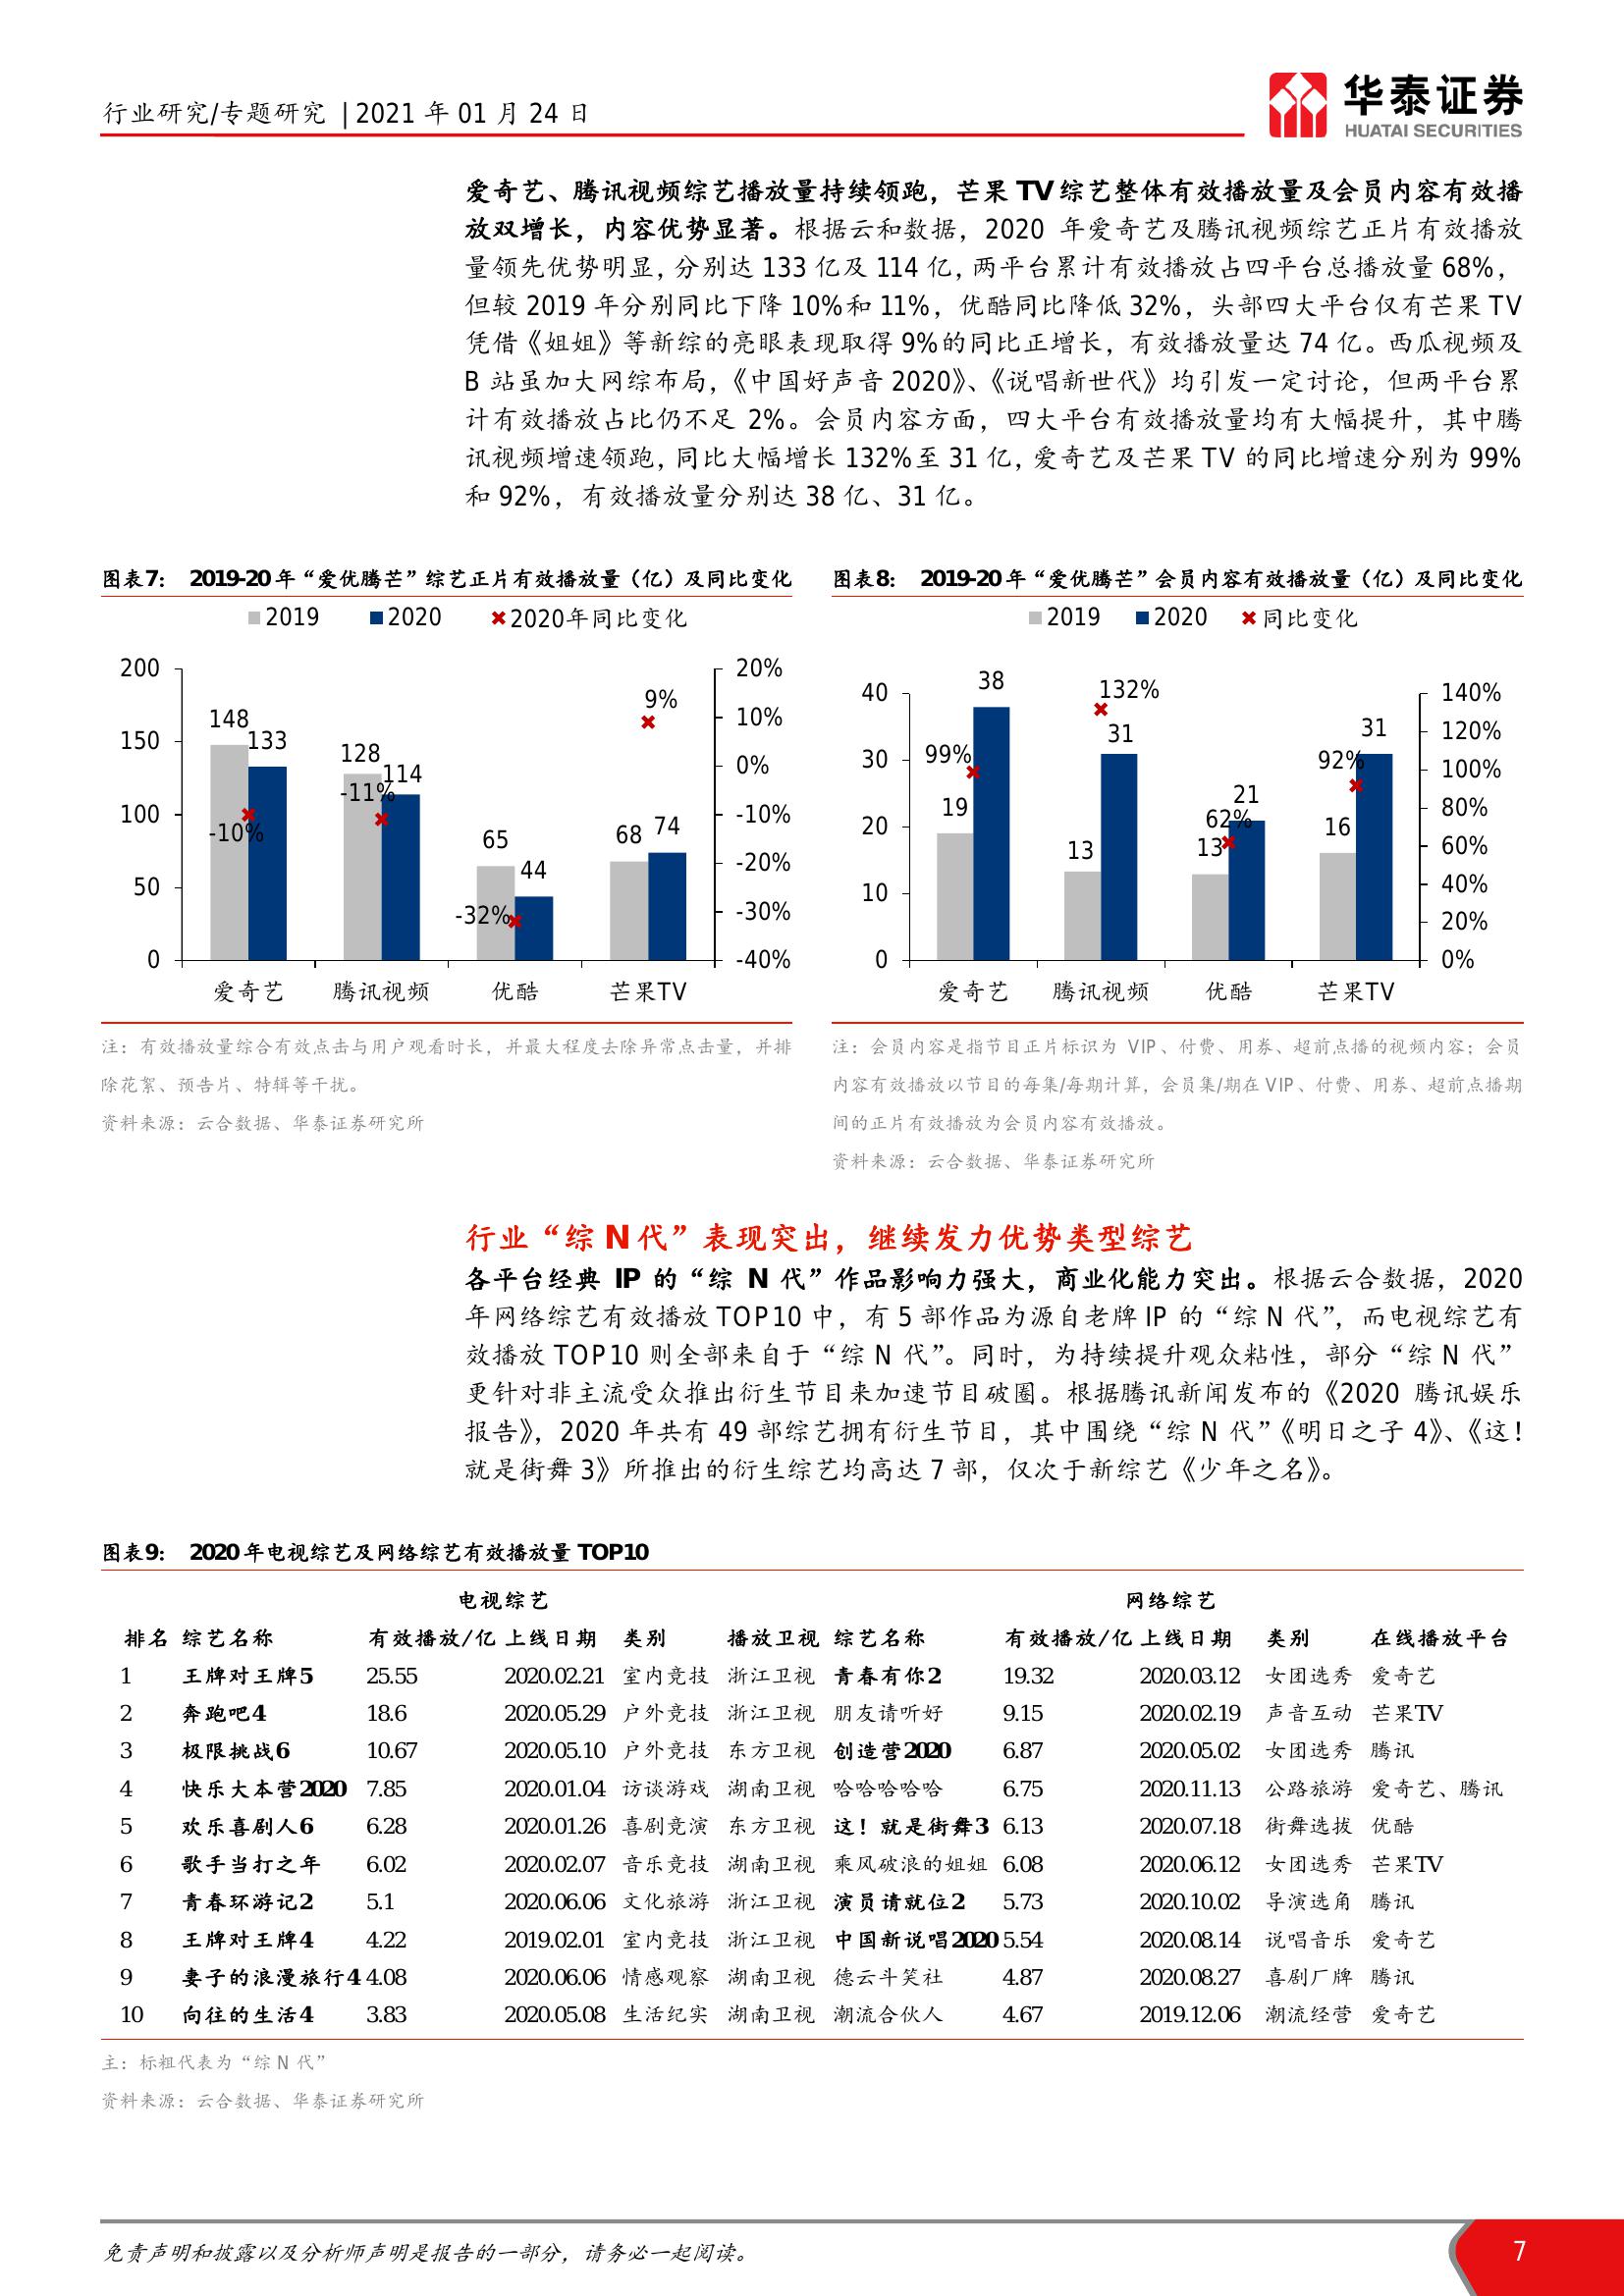 行业研究/专题研究 | 2021 年 01 月 24 日
华泰证券
HUATAI SECURITIES
爱奇艺、腾讯视频综艺播放量持续领跑，芒果 TV 综艺整体有效播放量及会员内容有效播
放双增长，内容优势显著。根据云和数据，2020 年爱奇艺及腾讯视频综艺正片有效播放
量领先优势明显，分别达 133 亿及 114 亿，两平台累计有效播放占四平台总播放量 68%，
但较 2019 年分别同比下降 10%和 11%，优酷同比降低 32%，头部四大平台仅有芒果 TV
凭借《姐姐》等新综的亮眼表现取得 9%的同比正增长，有效播放量达 74 亿。西瓜视频及
B 站虽加大网综布局，《中国好声音 2020》、《说唱新世代》均引发一定讨论，但两平台累
计有效播放占比仍不足 2%。会员内容方面，四大平台有效播放量均有大幅提升，其中腾
讯视频增速领跑，同比大幅增长 132%至 31 亿，爱奇艺及芒果 TV 的同比增速分别为 99%
和 92%，有效播放量分别达 38 亿、31 亿。
图表7： 2019-20 年“爱优腾芒”综艺正片有效播放量（亿）及同比变化
2019 2020 2020年同比变化
200 20%
9%
148 10%
150 133
128 0%
114
-11%
100 -10%
-10%
65 68 74 -20%
50 44
-32% -30%
0 -40%
爱奇艺 腾讯视频 优酷 芒果TV
注：有效播放量综合有效点击与用户观看时长，并最大程度去除异常点击量，并排
除花絮、预告片、特辑等干扰。
资料来源：云合数据、华泰证券研究所
图表8： 2019-20 年“爱优腾芒”会员内容有效播放量（亿）及同比变化
2019 2020 同比变化
40 38 132% 140%
31 31 120%
30 99% 92% 100%
19 21 80%
20 62% 16
13 13 60%
10 40%
20%
0 0%
爱奇艺 腾讯视频 优酷 芒果TV
注：会员内容是指节目正片标识为 VIP、付费、用券、超前点播的视频内容；会员
内容有效播放以节目的每集/每期计算，会员集/期在 VIP、付费、用券、超前点播期
间的正片有效播放为会员内容有效播放。
资料来源：云合数据、华泰证券研究所
行业“综 N 代”表现突出，继续发力优势类型综艺
各平台经典 IP 的“综 N 代”作品影响力强大，商业化能力突出。根据云合数据，2020
年网络综艺有效播放 TOP10 中，有 5 部作品为源自老牌 IP 的“综 N 代”，而电视综艺有
效播放 TOP10 则全部来自于“综 N 代”。同时，为持续提升观众粘性，部分“综 N 代”
更针对非主流受众推出衍生节目来加速节目破圈。根据腾讯新闻发布的《2020 腾讯娱乐
报告》，2020 年共有 49 部综艺拥有衍生节目，其中围绕“综 N 代”《明日之子 4》、《这！
就是街舞 3》所推出的衍生综艺均高达 7 部，仅次于新综艺《少年之名》。
图表9： 2020 年电视综艺及网络综艺有效播放量 TOP10
电视综艺 网络综艺
排名 综艺名称 有效播放/亿 上线日期 类别 播放卫视 综艺名称 有效播放/亿 上线日期 类别 在线播放平台
1 王牌对王牌5 25.55 2020.02.21 室内竞技 浙江卫视 青春有你2 19.32 2020.03.12 女团选秀 爱奇艺
2 奔跑吧4 18.6 2020.05.29 户外竞技 浙江卫视 朋友请听好 9.15 2020.02.19 声音互动 芒果TV
3 极限挑战6 10.67 2020.05.10 户外竞技 东方卫视 创造营2020 6.87 2020.05.02 女团选秀 腾讯
4 快乐大本营2020 7.85 2020.01.04 访谈游戏 湖南卫视 哈哈哈哈哈 6.75 2020.11.13 公路旅游 爱奇艺、腾讯
5 欢乐喜剧人6 6.28 2020.01.26 喜剧竞演 东方卫视 这！就是街舞3 6.13 2020.07.18 街舞选拔 优酷
6 歌手当打之年 6.02 2020.02.07 音乐竞技 湖南卫视 乘风破浪的姐姐 6.08 2020.06.12 女团选秀 芒果TV
7 青春环游记2 5.1 2020.06.06 文化旅游 浙江卫视 演员请就位2 5.73 2020.10.02 导演选角 腾讯
8 王牌对王牌4 4.22 2019.02.01 室内竞技 浙江卫视 中国新说唱2020 5.54 2020.08.14 说唱音乐 爱奇艺
9 妻子的浪漫旅行4 4.08 2020.06.06 情感观察 湖南卫视 德云斗笑社 4.87 2020.08.27 喜剧厂牌 腾讯
10 向往的生活4 3.83 2020.05.08 生活纪实 湖南卫视 潮流合伙人 4.67 2019.12.06 潮流经营 爱奇艺
主：标粗代表为“综 N 代”
资料来源：云合数据、华泰证券研究所
免责声明和披露以及分析师声明是报告的一部分，请务必一起阅读。
7